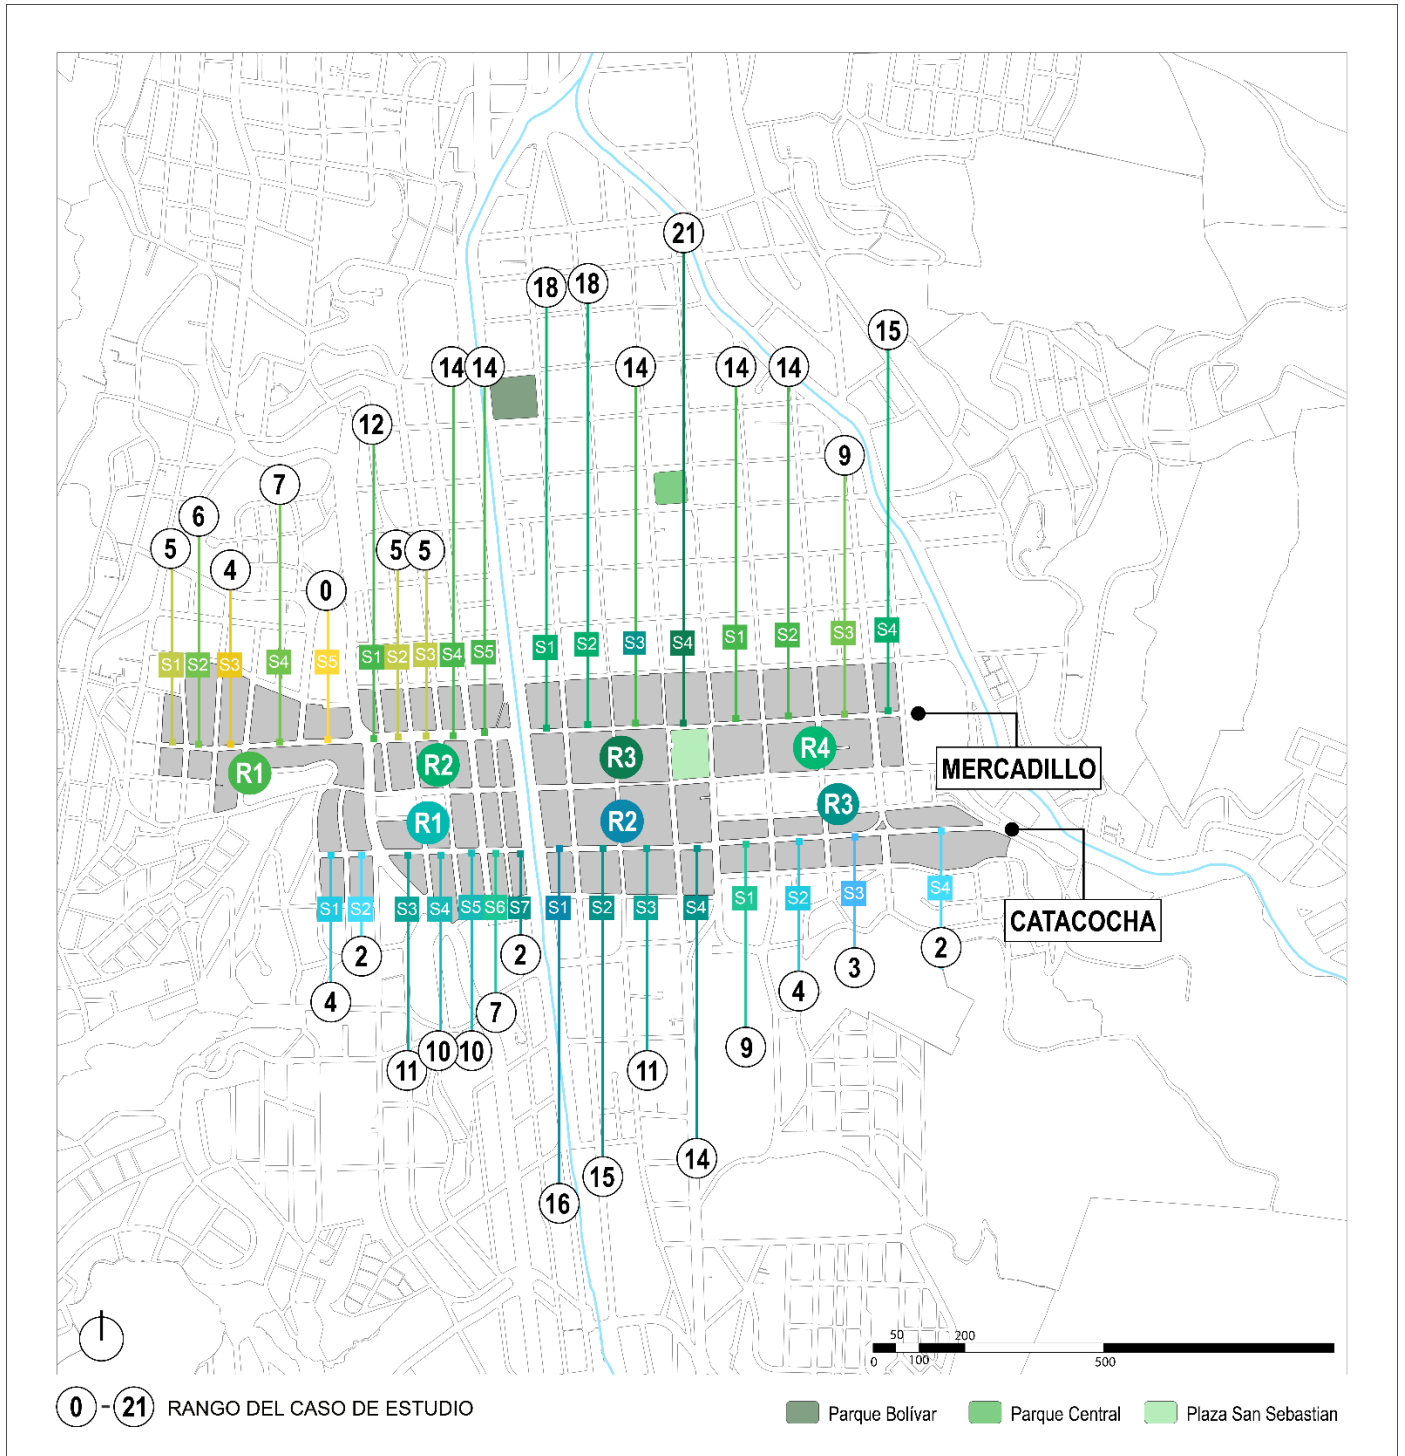 21
18
18
15
14
14
14
14
14
12
9
7
6
5
5
5
4
0
S1
S2
S3
S4
S5
S1
S2
S3
S4
S5
S1
S2
S3
S4
S1
S2
S3
S4
R1
R2
R3
R4
MERCADILLO
R1
R2
R3
CATACOCHA
S1
S2
S3
S4
S5
S6
S7
S1
S2
S3
S4
S1
S2
S3
S4
2
2
2
3
4
4
7
9
10
10
11
11
14
15
16
50
200
0
100
500
0 - 21 RANGO DEL CASO DE ESTUDIO
Parque Bolívar
Parque Central
Plaza San Sebastian